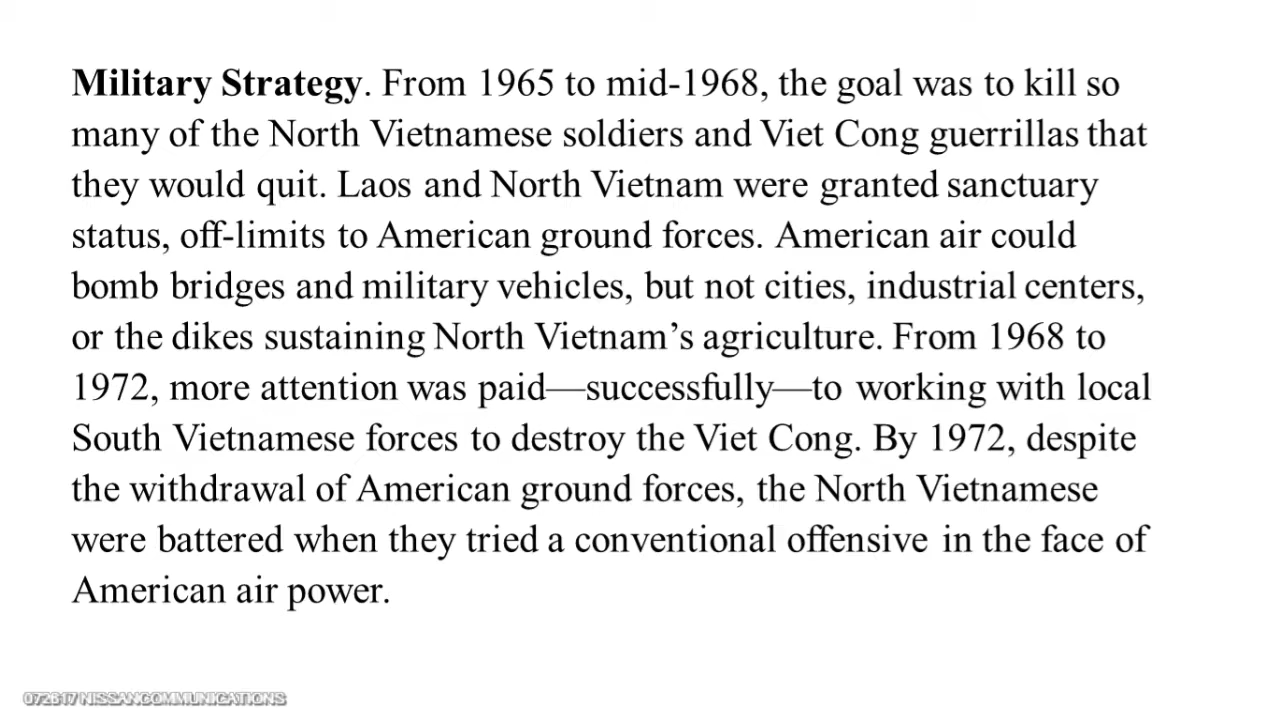 Military Strategy. From 1965 to mid-1968, the goal was to kill so
many of the North Vietnamese soldiers and Viet Cong guerrillas that
they would quit. Laos and North Vietnam were granted sanctuary
status, off-limits to American ground forces. American air could
bomb bridges and military vehicles, but not cities, industrial centers,
or the dikes sustaining North Vietnam’s agriculture. From 1968 to
1972, more attention was paid—successfully—to working with local
South Vietnamese forces to destroy the Viet Cong. By 1972, despite
the withdrawal of American ground forces, the North Vietnamese
were battered when they tried a conventional offensive in the face of
American air power.
072617 NISSANCOMMUNICATIONS